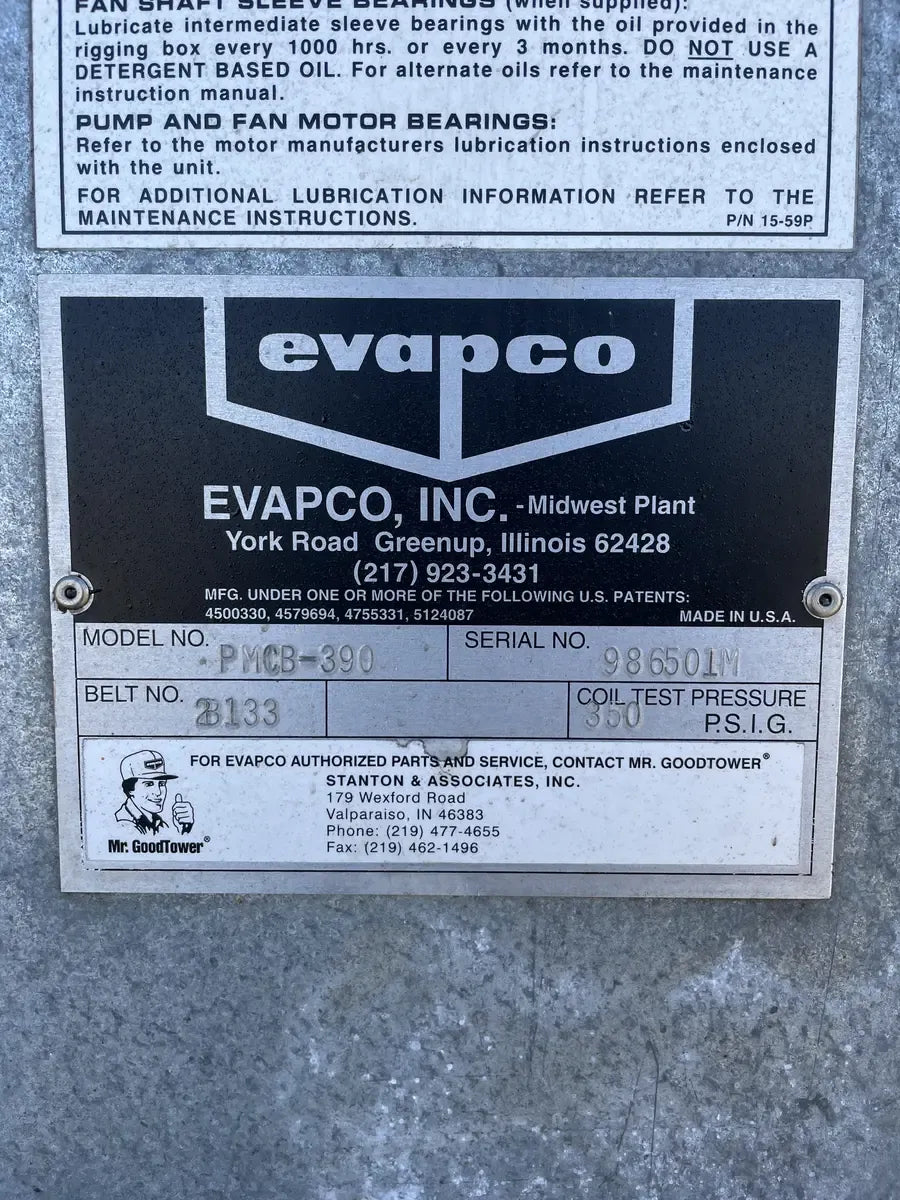 FAN SHAFT SLEEVE BEARINGS (when supplied):
Lubricate intermediate sleeve bearings with the oil provided in the
rigging box every 1000 hrs. or every 3 months. DO NOT USE A
DETERGENT BASED OIL. For alternate oils refer to the maintenance
instruction manual.
PUMP AND FAN MOTOR BEARINGS:
Refer to the motor manufacturers lubrication instructions enclosed
with the unit.
FOR ADDITIONAL LUBRICATION INFORMATION REFER TO THE
MAINTENANCE INSTRUCTIONS. P/N 15-59P
evapco
EVAPCO, INC. - Midwest Plant
York Road Greenup, Illinois 62428
(217) 923-3431
MFG. UNDER ONE OR MORE OF THE FOLLOWING U.S. PATENTS:
4500330, 4579694, 4755331, 5124087 MADE IN U.S.A.
MODEL NO. PMCB-390 SERIAL NO. 986501M
BELT NO. 2B133 COIL TEST PRESSURE
350 P.S.I.G.
FOR EVAPCO AUTHORIZED PARTS AND SERVICE, CONTACT MR. GOODTOWER®
STANTON & ASSOCIATES, INC.
179 Wexford Road
Valparaiso, IN 46383
Phone: (219) 477-4655
Fax: (219) 462-1496
Mr. GoodTower®